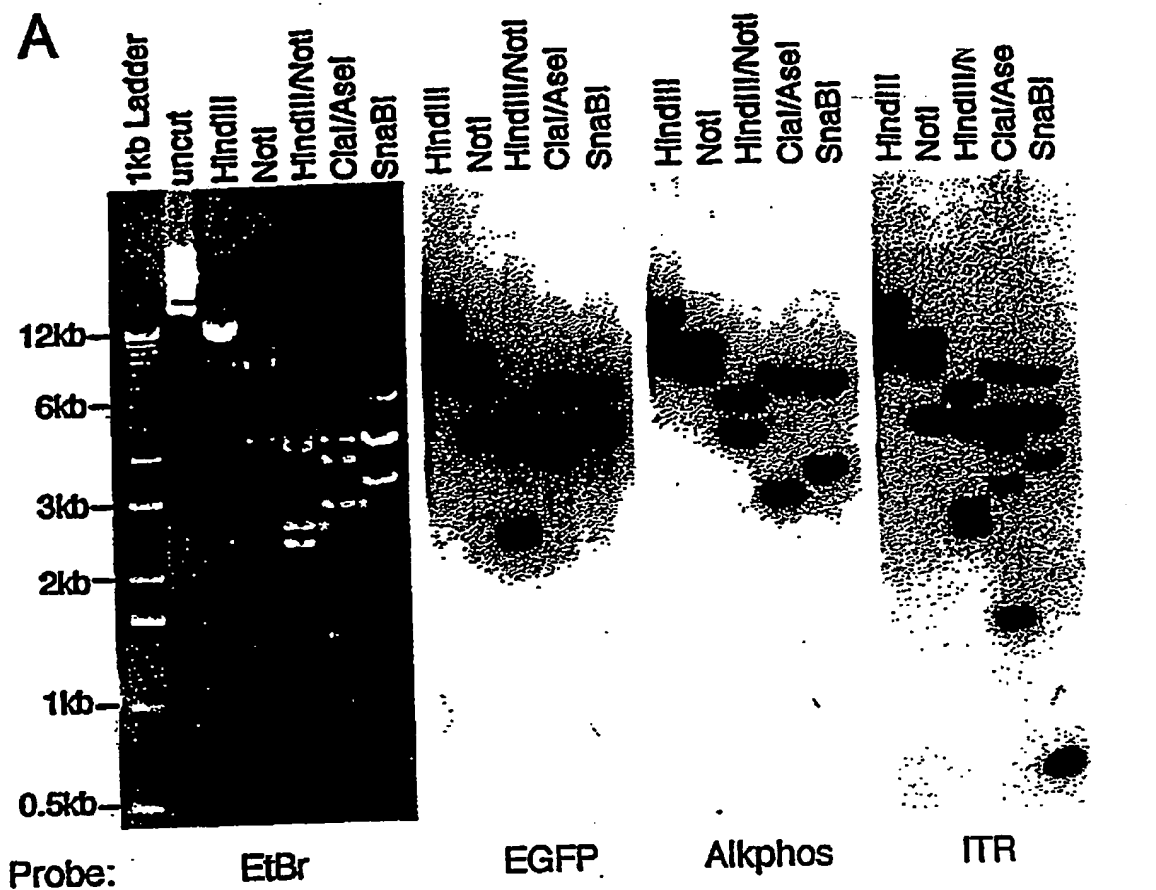 A
1kb Ladder
uncut
HindIII
NotI
HindIII/NotI
ClaI/AseI
SnaBI
HindIII
NotI
HindIII/NotI
ClaI/AseI
SnaBI
HindIII
NotI
HindIII/NotI
ClaI/AseI
SnaBI
HindIII
NotI
HindIII/N
ClaI/Ase
SnaBI
12kb
6kb
3kb
2kb
1kb
0.5kb
*
*
Probe: EtBr EGFP Alkphos ITR